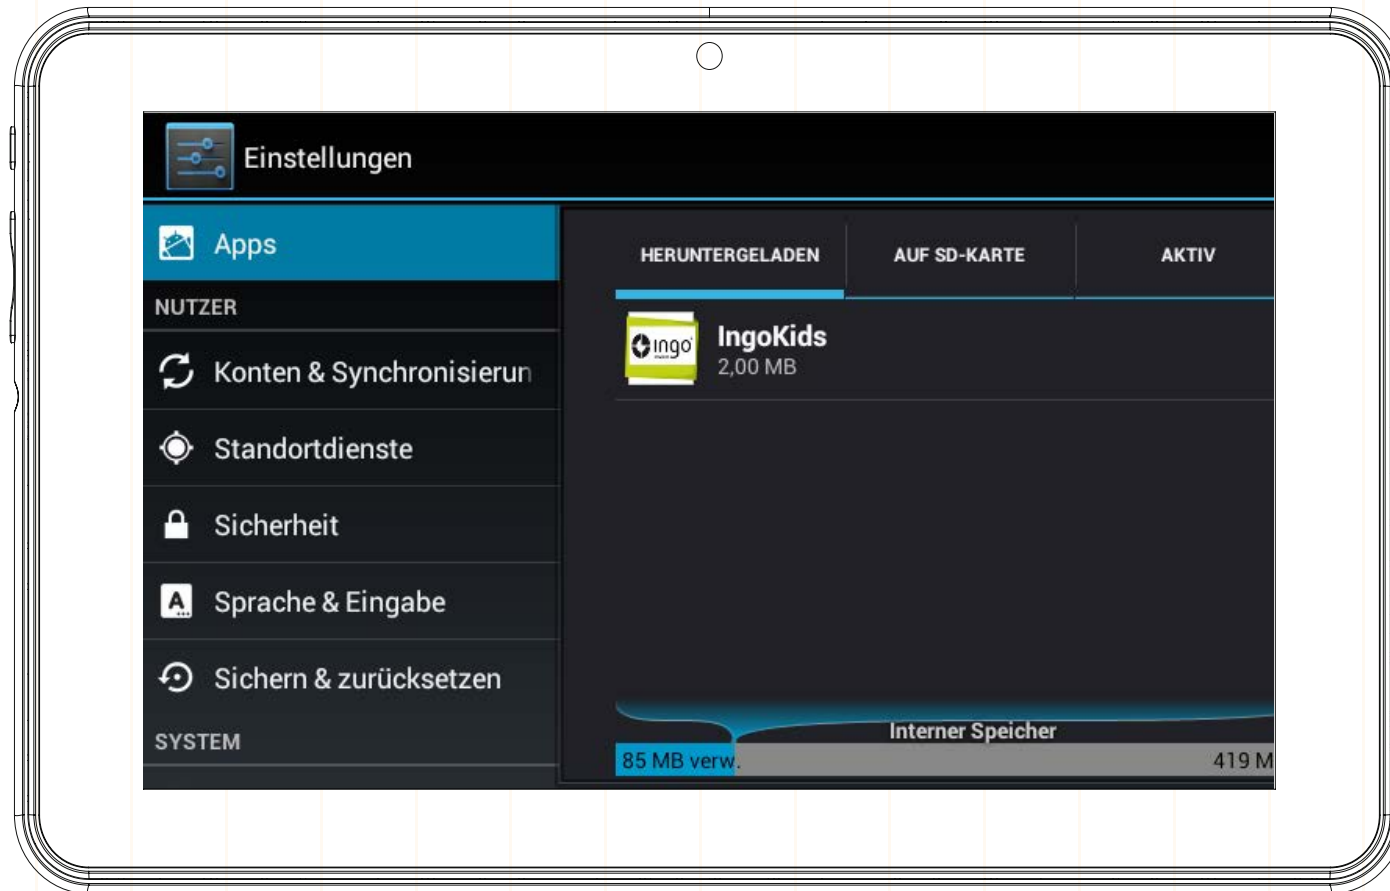 Einstellungen
Apps
NUTZER
Konten & Synchronisierun
Standortdienste
Sicherheit
Sprache & Eingabe
Sichern & zurücksetzen
SYSTEM
HERUNTERGELADEN
AUF SD-KARTE
AKTIV
ingo
IngoKids
2,00 MB
Interner Speicher
85 MB verw.
419 M